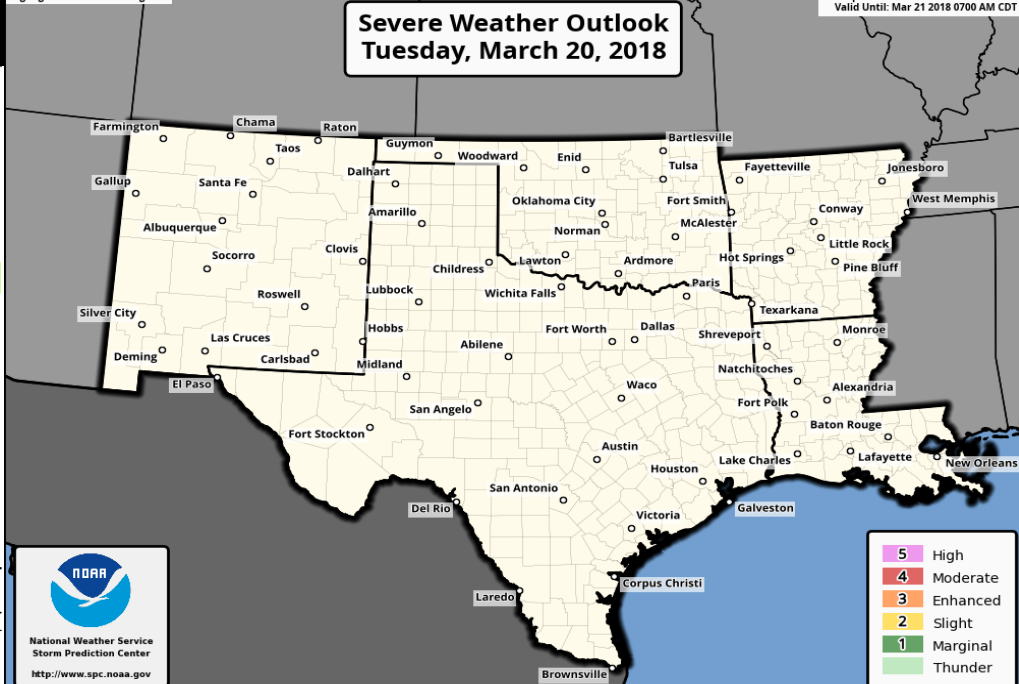 Valid Until: Mar 21 2018 0700 AM CDT
Severe Weather Outlook
Tuesday, March 20, 2018
Farmington
Chama
Raton
Taos
Guymon
Woodward
Enid
Bartlesville
Tulsa
Fayetteville
Jonesboro
Gallup
Santa Fe
Dalhart
Oklahoma City
Fort Smith
West Memphis
Albuquerque
Amarillo
Norman
McAlester
Conway
Socorro
Clovis
Childress
Lawton
Ardmore
Hot Springs
Little Rock
Pine Bluff
Roswell
Lubbock
Wichita Falls
Paris
Texarkana
Silver City
Hobbs
Fort Worth
Dallas
Shreveport
Monroe
Las Cruces
Abilene
Deming
Carlsbad
Midland
Natchitoches
El Paso
Waco
Alexandria
San Angelo
Fort Polk
Fort Stockton
Baton Rouge
Austin
Houston
Lake Charles
Lafayette
New Orleans
San Antonio
Del Rio
Victoria
Galveston
Corpus Christi
Laredo
Brownsville
NOAA
National Weather Service
Storm Prediction Center
http://www.spc.noaa.gov
5 High
4 Moderate
3 Enhanced
2 Slight
1 Marginal
Thunder